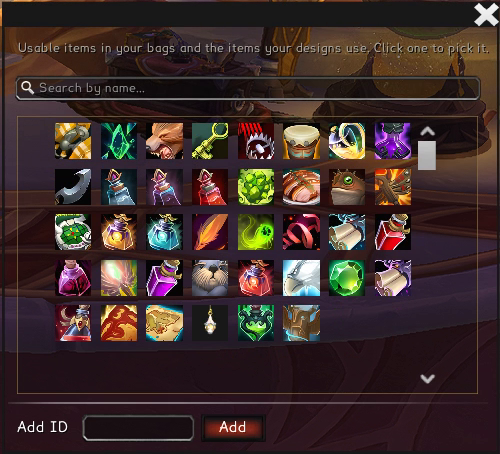 Usable items in your bags and the items your designs use. Click one to pick it.
Search by name...
Add ID
Add